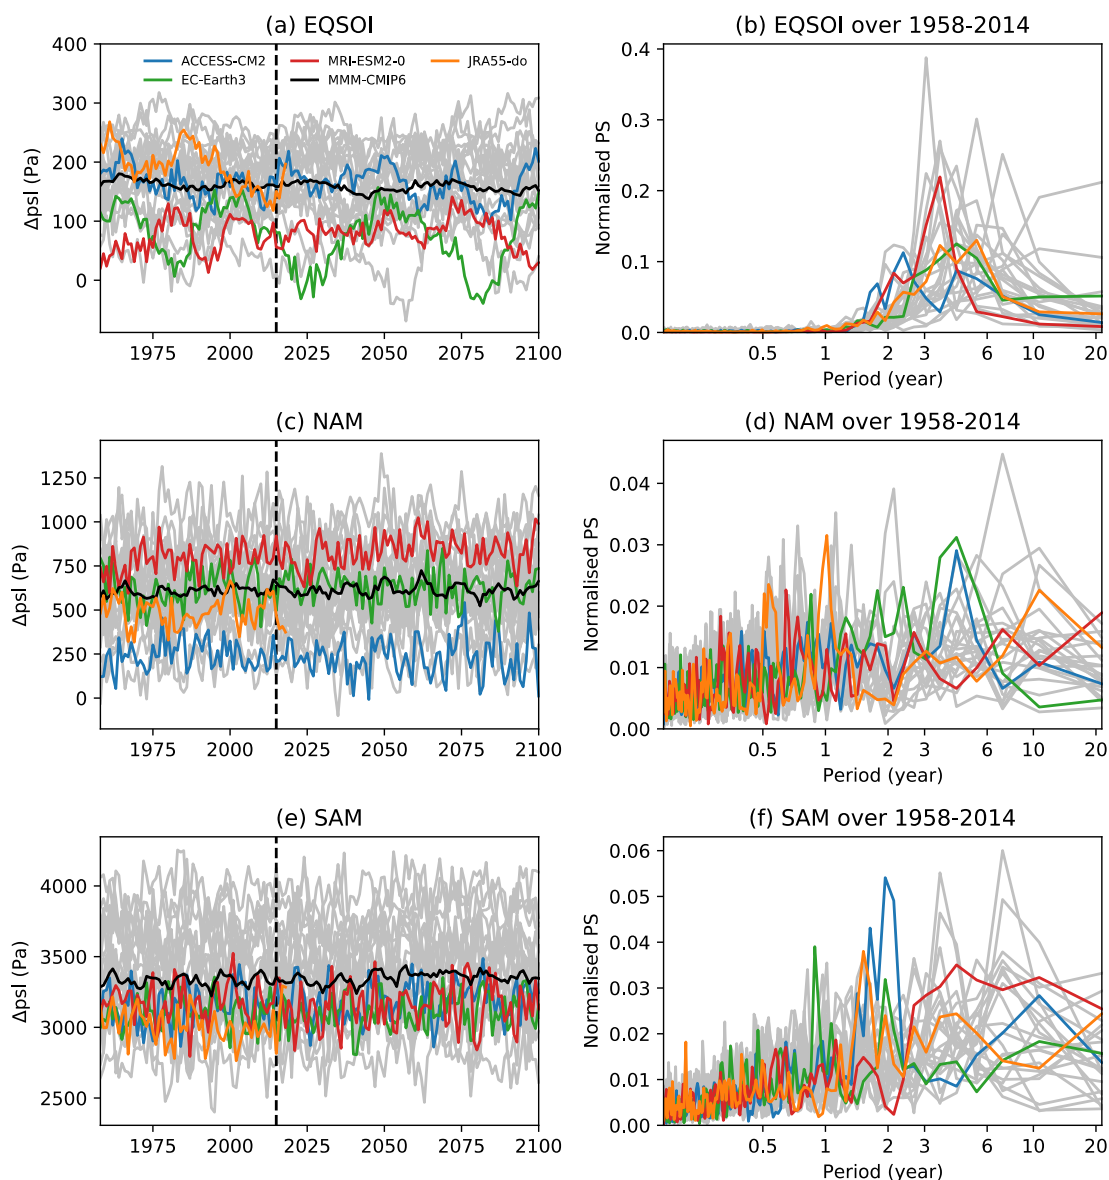 (a) EQSOI
(b) EQSOI over 1958-2014
400
300
200
100
0
Δpsl (Pa)
ACCESS-CM2
EC-Earth3
MRI-ESM2-0
MMM-CMIP6
JRA55-do
1975 2000 2025 2050 2075 2100
0.4
0.3
0.2
0.1
0.0
Normalised PS
0.5 1 2 3 6 10 20
Period (year)
(c) NAM
(d) NAM over 1958-2014
1250
1000
750
500
250
0
Δpsl (Pa)
1975 2000 2025 2050 2075 2100
0.04
0.03
0.02
0.01
0.00
Normalised PS
0.5 1 2 3 6 10 20
Period (year)
(e) SAM
(f) SAM over 1958-2014
4000
3500
3000
2500
Δpsl (Pa)
1975 2000 2025 2050 2075 2100
0.06
0.05
0.04
0.03
0.02
0.01
0.00
Normalised PS
0.5 1 2 3 6 10 20
Period (year)